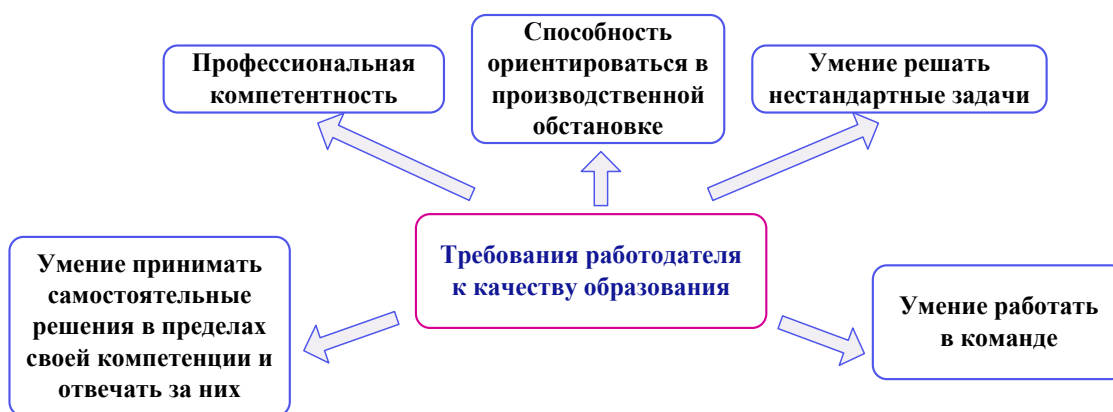 Профессиональная
компетентность
Способность
ориентироваться в
производственной
обстановке
Умение решать
нестандартные задачи
Требования работодателя
к качеству образования
Умение принимать
самостоятельные
решения в пределах
своей компетенции и
отвечать за них
Умение работать
в команде